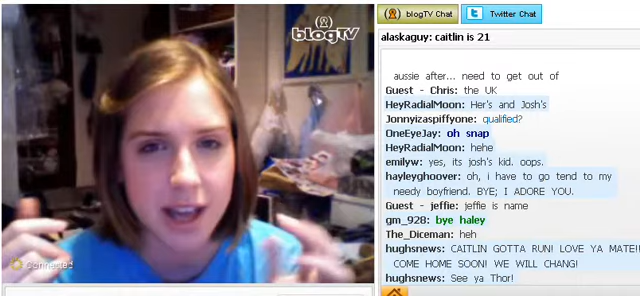 blogTV
Connected
blogTV Chat
Twitter Chat
alaskaguy: caitlin is 21
aussie after... need to get out of
Guest - Chris: the UK
HeyRadialMoon: Her's and Josh's
Jonnyizaspiffyone: qualified?
OneEyeJay: oh snap
HeyRadialMoon: hehe
emilyw: yes, its josh's kid. oops.
hayleyghoover: oh, i have to go tend to my
needy boyfriend. BYE; I ADORE YOU.
Guest - jeffie: jeffie is name
gm_928: bye haley
The_Diceman: heh
hughsnews: CAITLIN GOTTA RUN! LOVE YA MATE!!
COME HOME SOON! WE WILL CHANG!
hughsnews: See ya Thor!